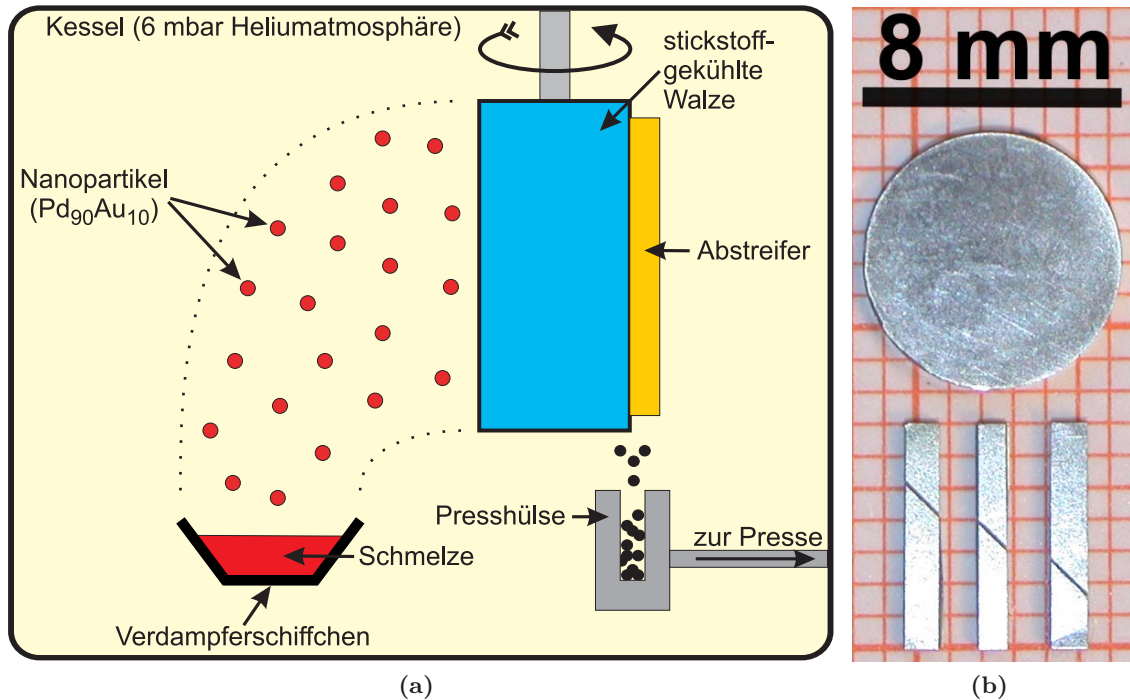 Kessel (6 mbar Heliumatmosphäre)
stickstoff-
gekühlte
Walze
Nanopartikel
(Pd90Au10)
Abstreifer
Presshülse
zur Presse
Schmelze
Verdampferschiffchen
(a)
8 mm
(b)